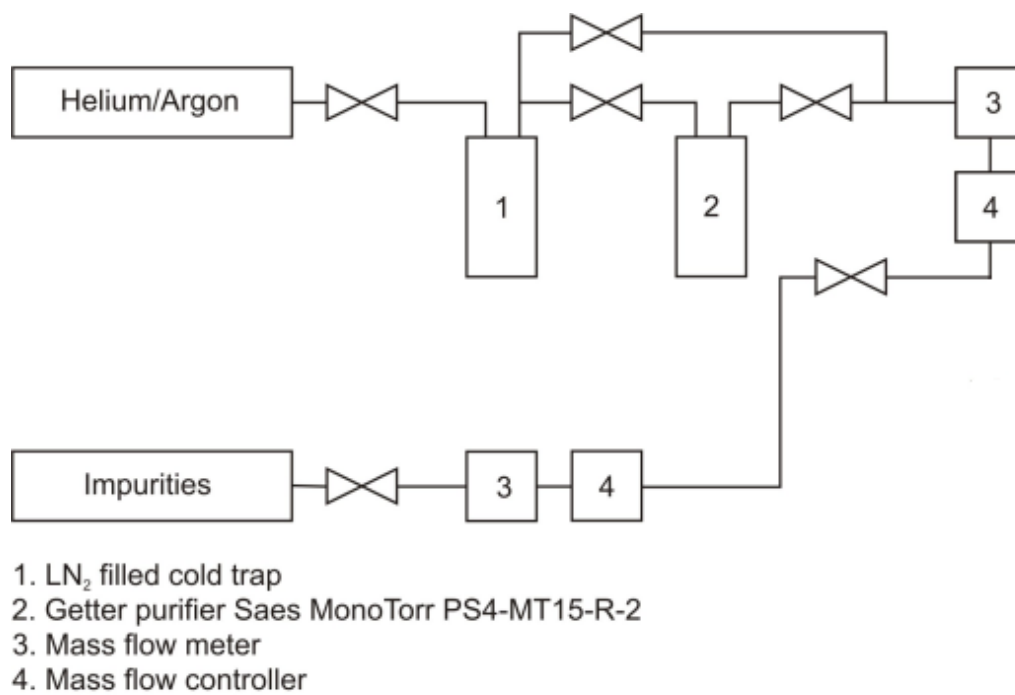 Helium/Argon
3
1
2
4
Impurities
3
4
1. LN₂ filled cold trap
2. Getter purifier Saes MonoTorr PS4-MT15-R-2
3. Mass flow meter
4. Mass flow controller